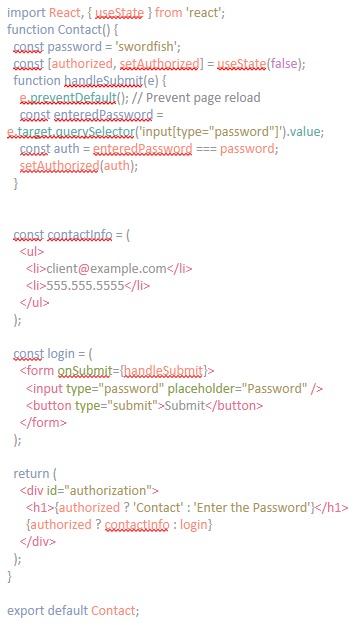 import React, { useState } from 'react';
function Contact() {
const password = 'swordfish';
const [authorized, setAuthorized] = useState(false);
function handleSubmit(e) {
e.preventDefault(); // Prevent page reload
const enteredPassword =
e.target.querySelector('input[type="password"]').value;
const auth = enteredPassword === password;
setAuthorized(auth);
}
const contactInfo = (
<ul>
<li>client@example.com</li>
<li>555.555.5555</li>
</ul>
);
const login = (
<form onSubmit={handleSubmit}>
<input type="password" placeholder="Password" />
<button type="submit">Submit</button>
</form>
);
return (
<div id="authorization">
<h1>{authorized ? 'Contact' : 'Enter the Password'}</h1>
{authorized ? contactInfo : login}
</div>
);
}
export default Contact;